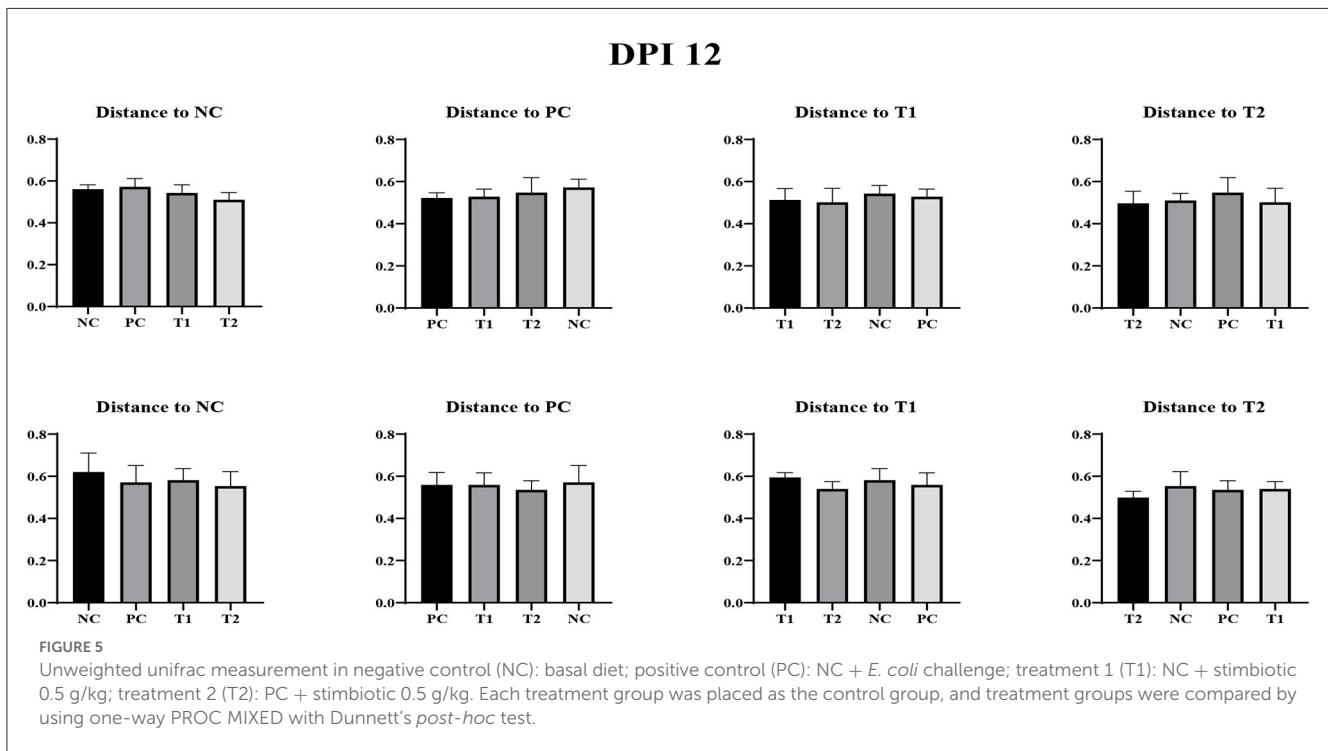 DPI 12
Distance to NC
0.8
0.6
0.4
0.2
0.0
NC PC T1 T2
Distance to PC
0.8
0.6
0.4
0.2
0.0
PC T1 T2 NC
Distance to T1
0.8
0.6
0.4
0.2
0.0
T1 T2 NC PC
Distance to T2
0.8
0.6
0.4
0.2
0.0
T2 NC PC T1
Distance to NC
0.8
0.6
0.4
0.2
0.0
NC PC T1 T2
Distance to PC
0.8
0.6
0.4
0.2
0.0
PC T1 T2 NC
Distance to T1
0.8
0.6
0.4
0.2
0.0
T1 T2 NC PC
Distance to T2
0.8
0.6
0.4
0.2
0.0
T2 NC PC T1
FIGURE 5
Unweighted unifrac measurement in negative control (NC): basal diet; positive control (PC): NC + E. coli challenge; treatment 1 (T1): NC + stimbiotic
0.5 g/kg; treatment 2 (T2): PC + stimbiotic 0.5 g/kg. Each treatment group was placed as the control group, and treatment groups were compared by
using one-way PROC MIXED with Dunnett's post-hoc test.